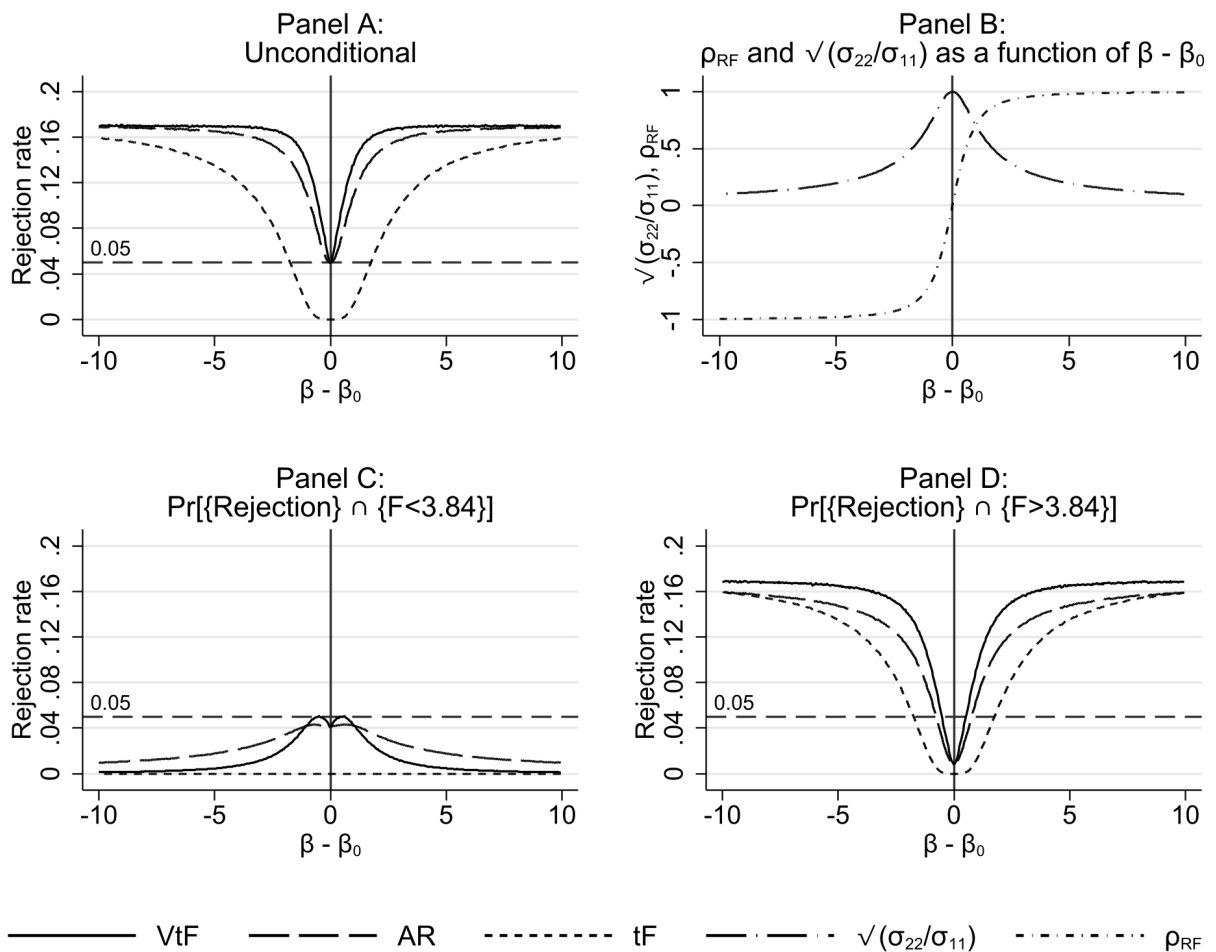 Panel A:
Unconditional
Rejection rate
.2
.16
.12
.08
.04
0
0.05
-10
-5
0
5
10
β - β₀
Panel B:
ρRF and √(σ₂₂/σ₁₁) as a function of β - β₀
√(σ₂₂/σ₁₁), ρRF
1
.5
0
-.5
-1
-10
-5
0
5
10
β - β₀
Panel C:
Pr[{Rejection} ∩ {F<3.84}]
Rejection rate
.2
.16
.12
.08
.04
0
0.05
-10
-5
0
5
10
β - β₀
Panel D:
Pr[{Rejection} ∩ {F>3.84}]
Rejection rate
.2
.16
.12
.08
.04
0
0.05
-10
-5
0
5
10
β - β₀
VtF
AR
tF
√(σ₂₂/σ₁₁)
ρRF